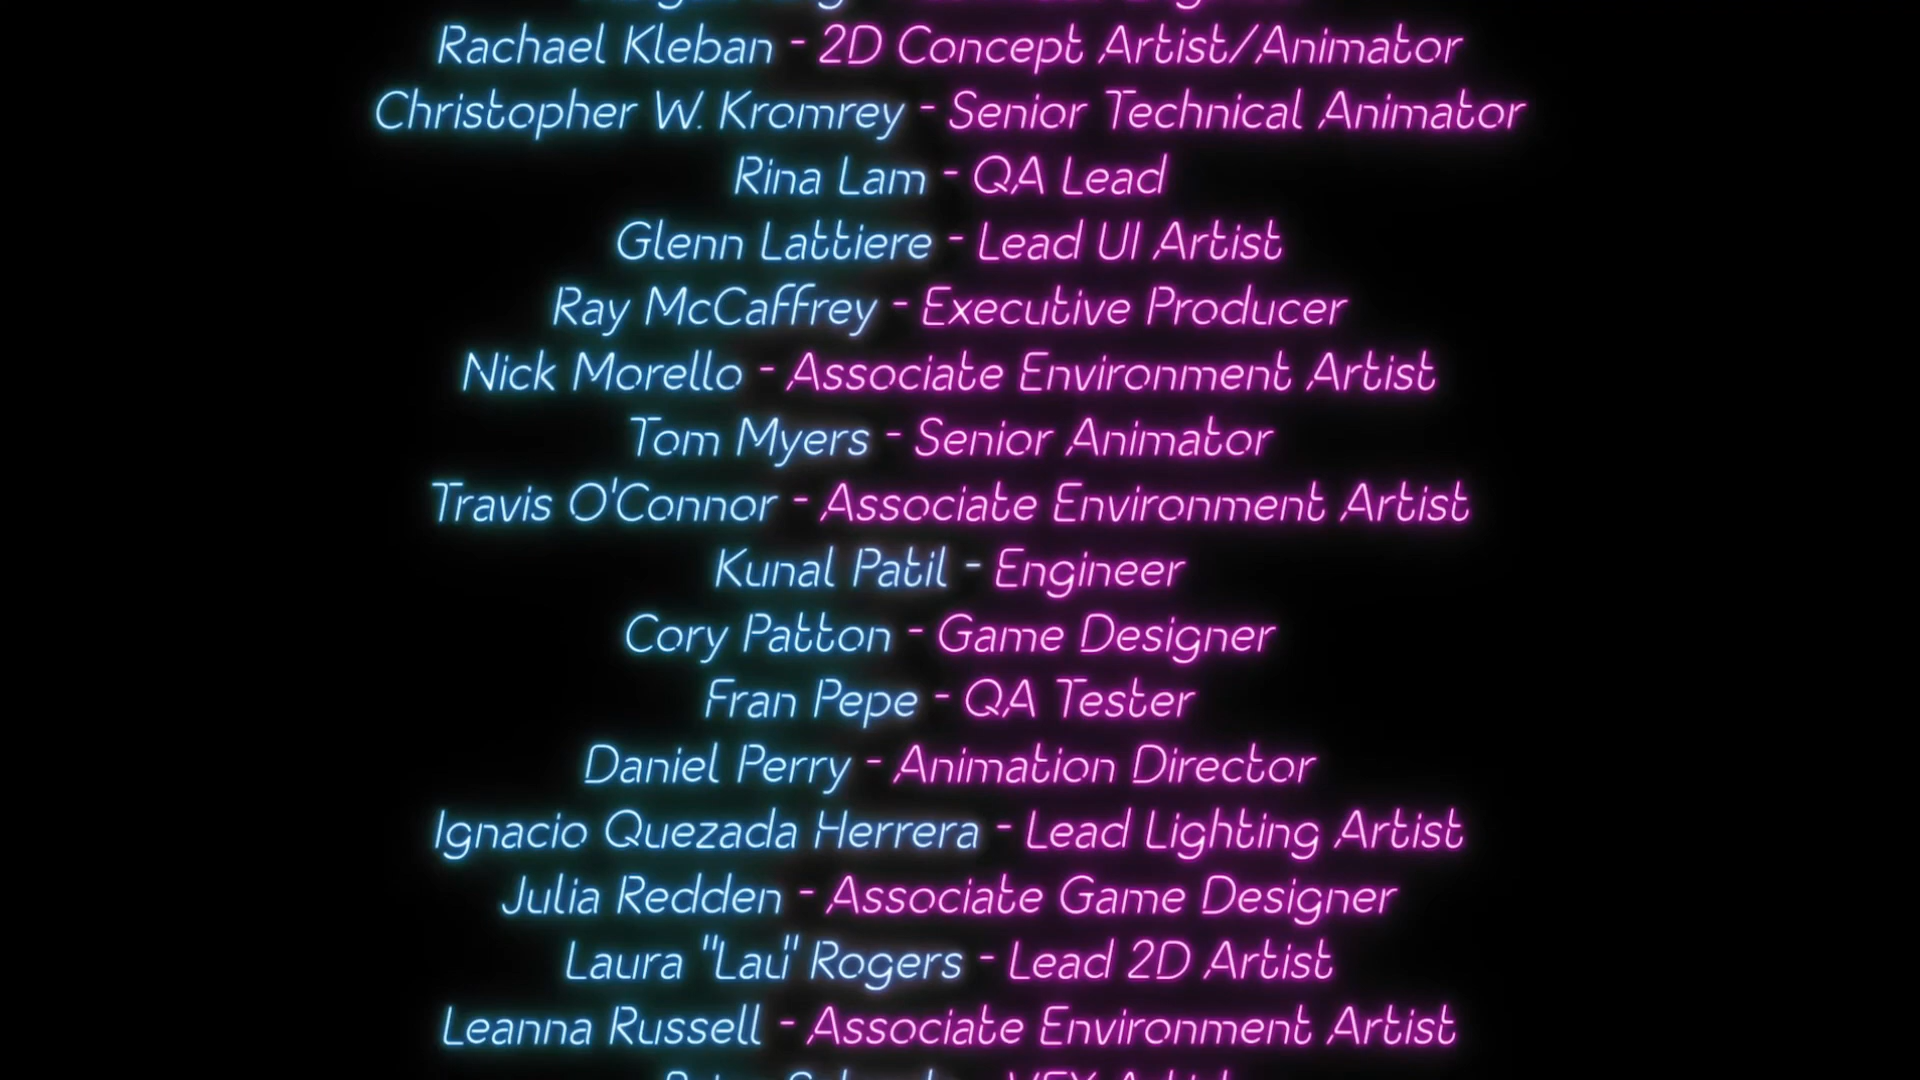 Rachael Kleban - 2D Concept Artist/Animator
Christopher W. Kromrey - Senior Technical Animator
Rina Lam - QA Lead
Glenn Lattiere - Lead UI Artist
Ray McCaffrey - Executive Producer
Nick Morello - Associate Environment Artist
Tom Myers - Senior Animator
Travis O'Connor - Associate Environment Artist
Kunal Patil - Engineer
Cory Patton - Game Designer
Fran Pepe - QA Tester
Daniel Perry - Animation Director
Ignacio Quezada Herrera - Lead Lighting Artist
Julia Redden - Associate Game Designer
Laura "Lau" Rogers - Lead 2D Artist
Leanna Russell - Associate Environment Artist